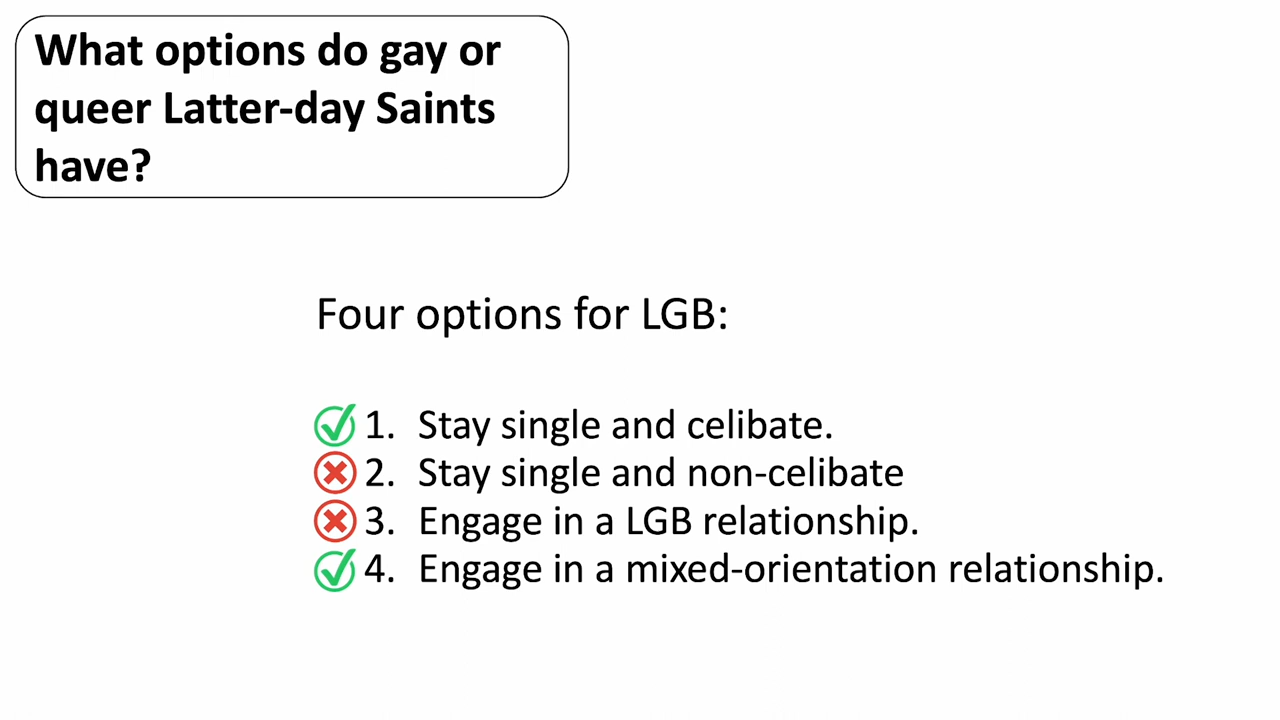 What options do gay or
queer Latter-day Saints
have?
Four options for LGB:
1. Stay single and celibate.
2. Stay single and non-celibate
3. Engage in a LGB relationship.
4. Engage in a mixed-orientation relationship.